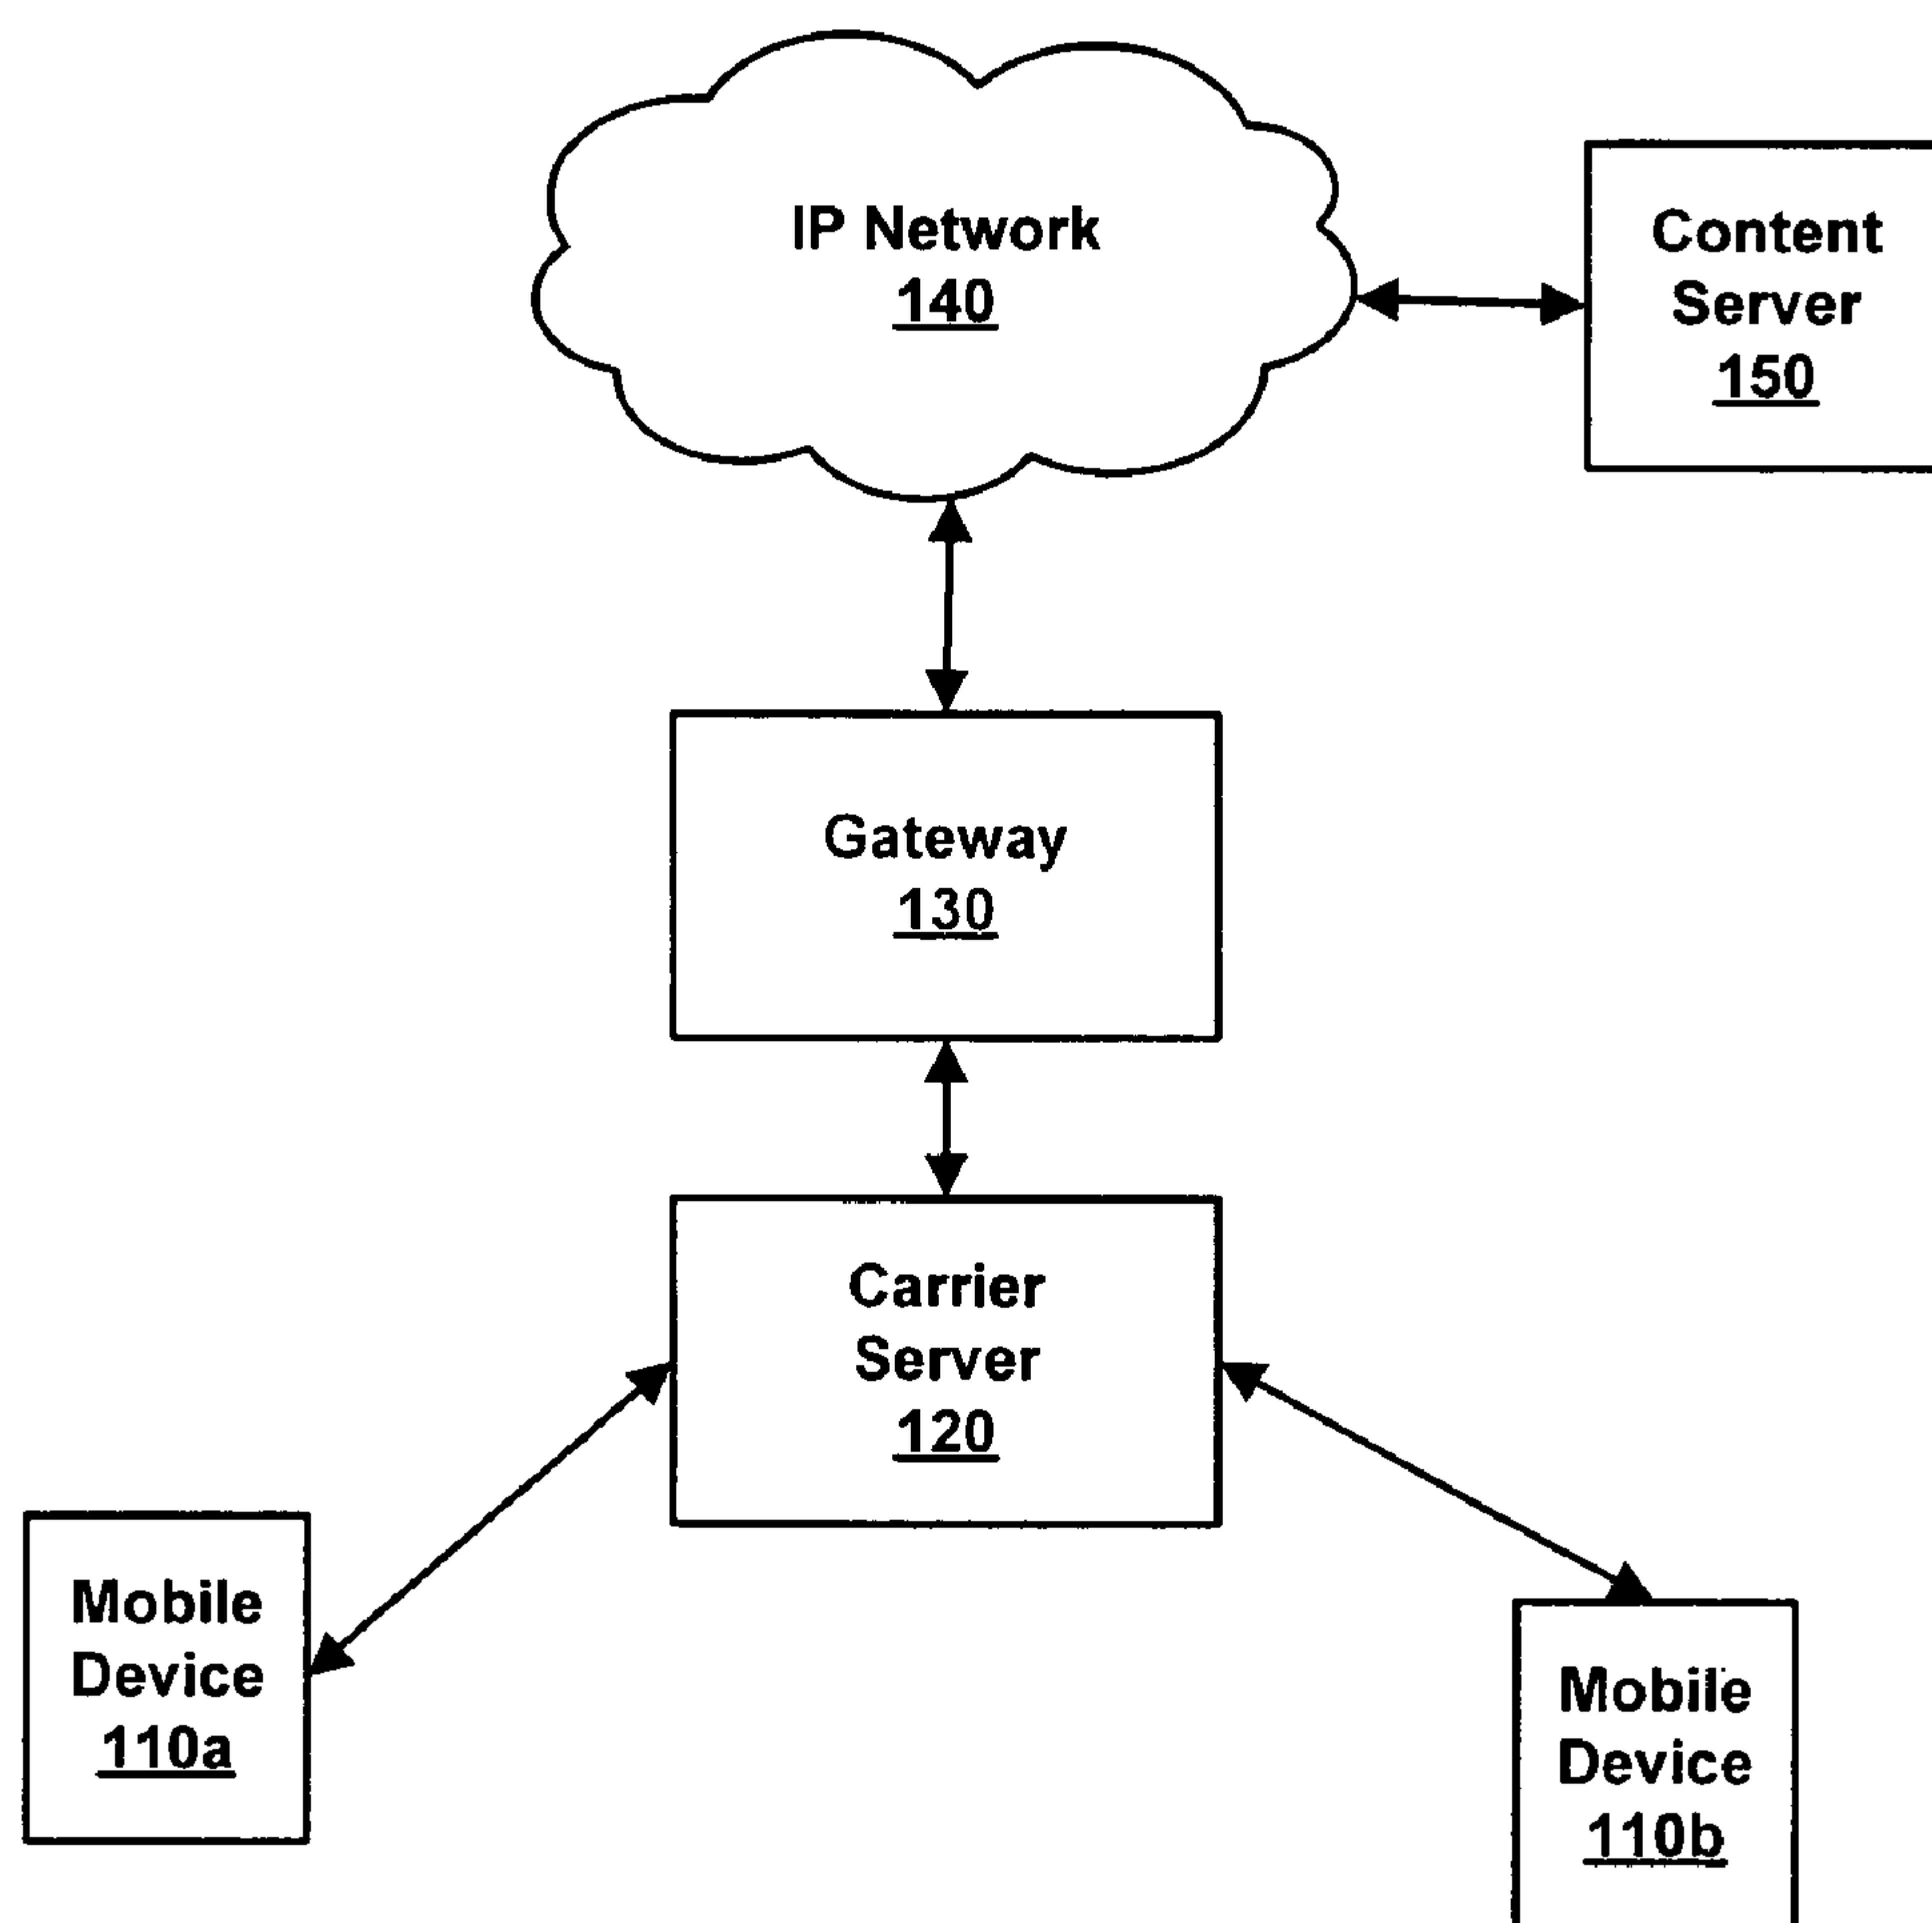 IP Network
140
Content
Server
150
Gateway
130
Carrier
Server
120
Mobile
Device
110a
Mobile
Device
110b